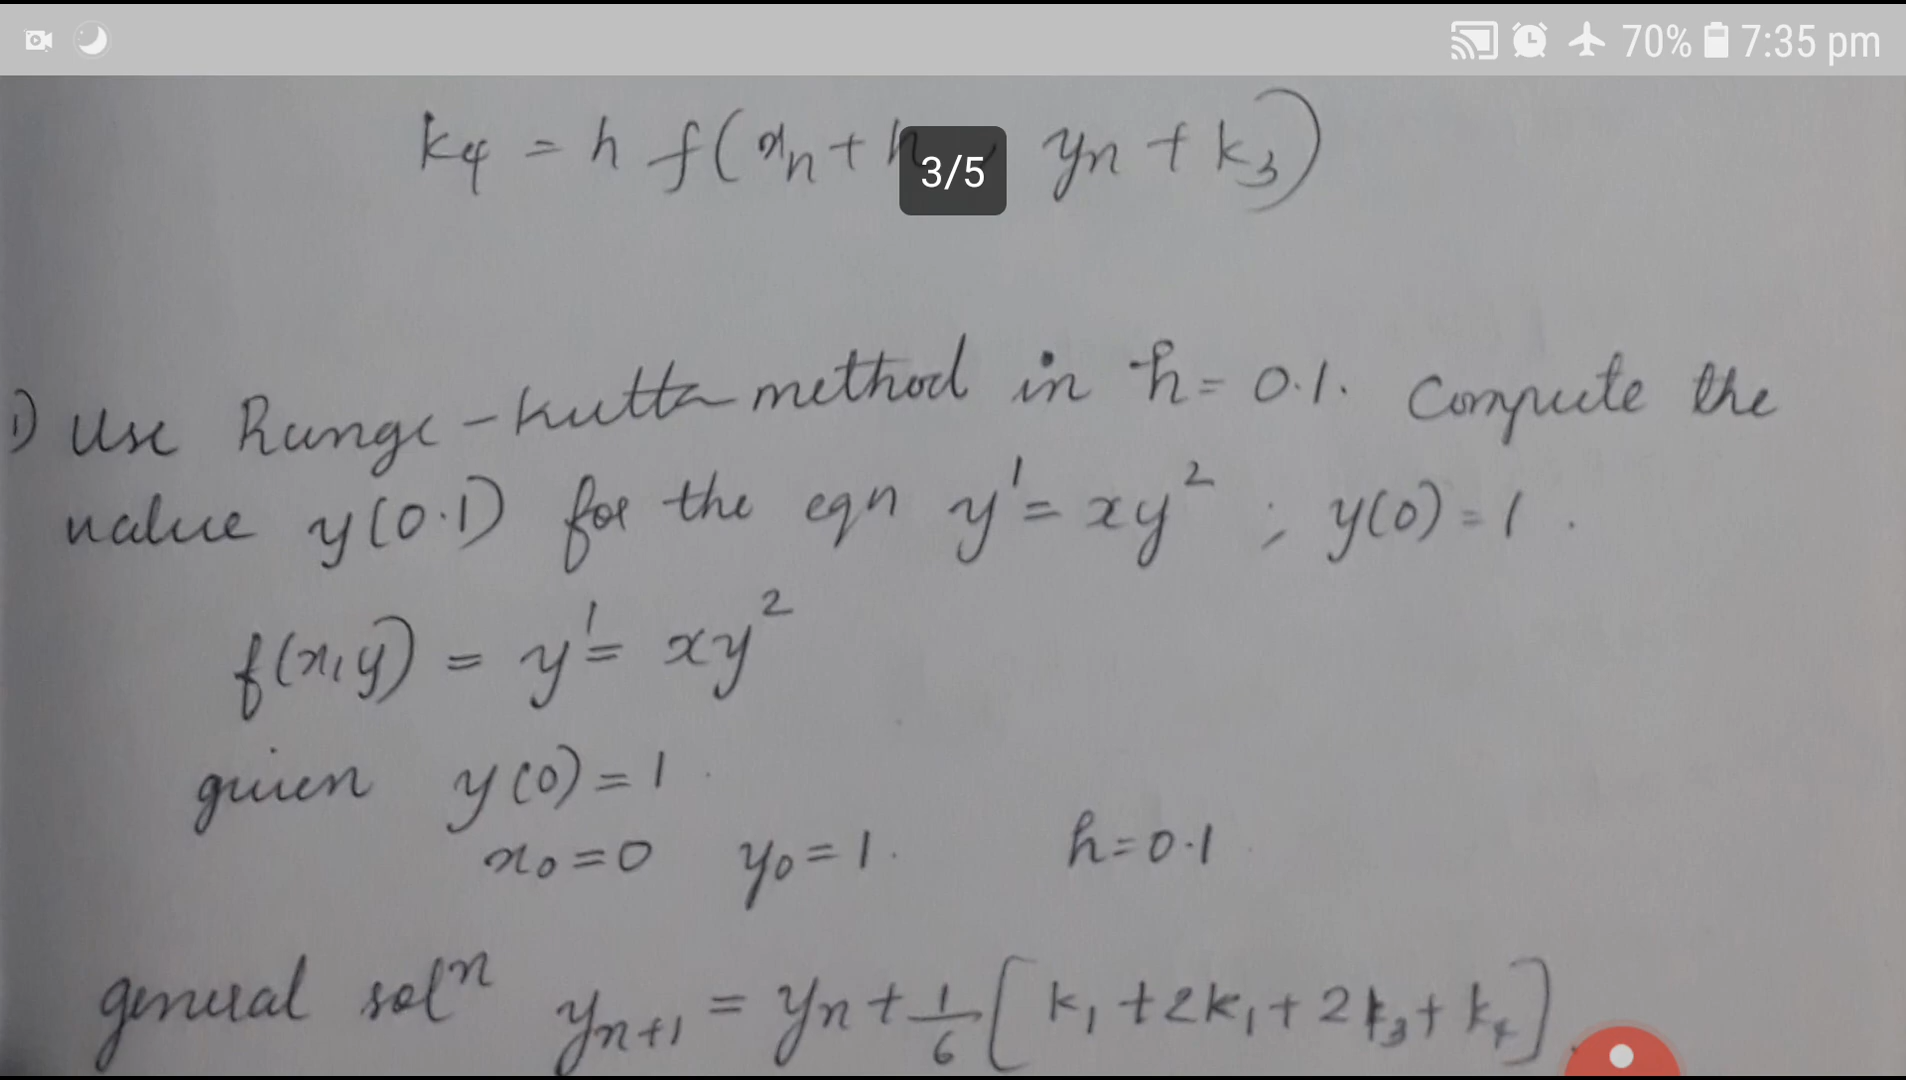 70% 7:35 pm
k4 = h f(xn + h, yn + k3)
3/5
1) Use Runge-Kutta method in h = 0.1. Compute the
value y(0.1) for the eqn y' = xy² ; y(0) = 1.
f(x,y) = y' = xy²
given y(0) = 1.
x0 = 0 y0 = 1. h = 0.1
general solⁿ yn+1 = yn + 1/6 [k1 + 2k1 + 2k3 + k4].